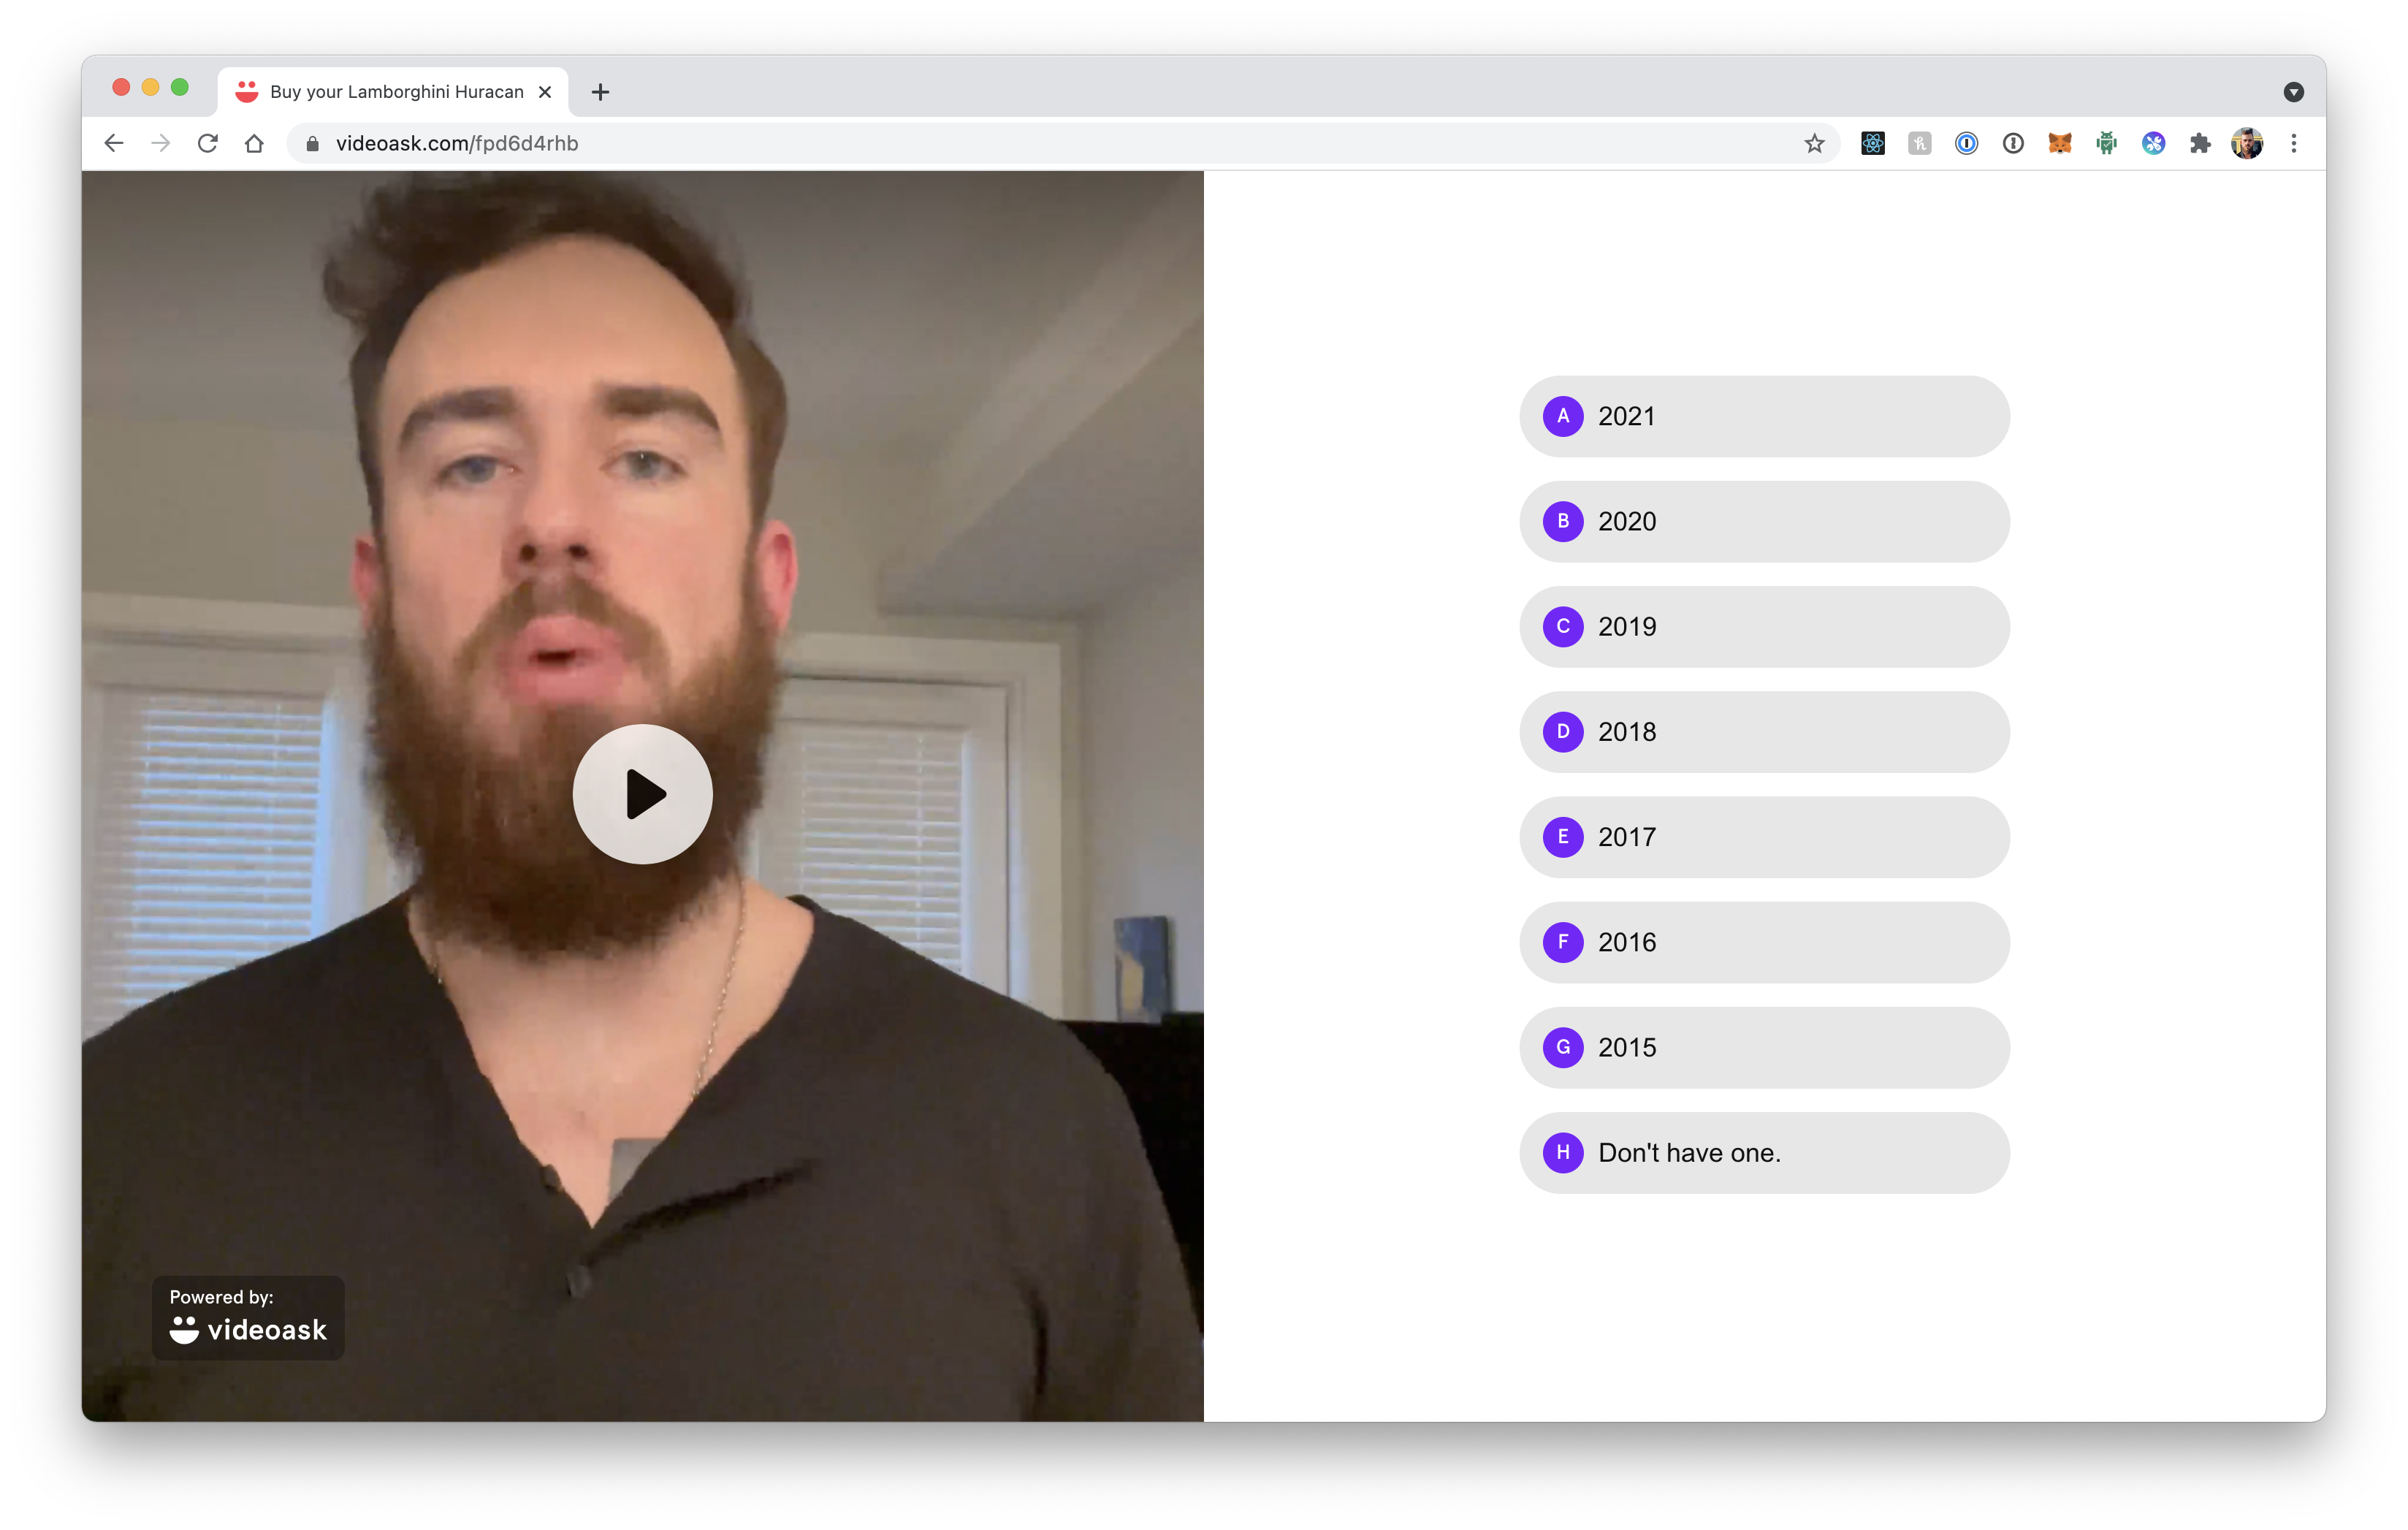 Buy your Lamborghini Huracan
videoask.com/fpd6d4rhb
A 2021
B 2020
C 2019
D 2018
E 2017
F 2016
G 2015
H Don't have one.
Powered by:
videoask